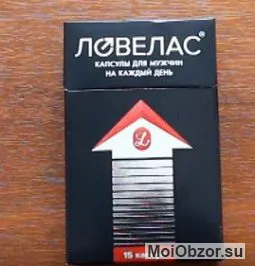 ЛОВЕЛАС®
КАПСУЛЫ ДЛЯ МУЖЧИН
НА КАЖДЫЙ ДЕНЬ
L
15
MoiObzor.su